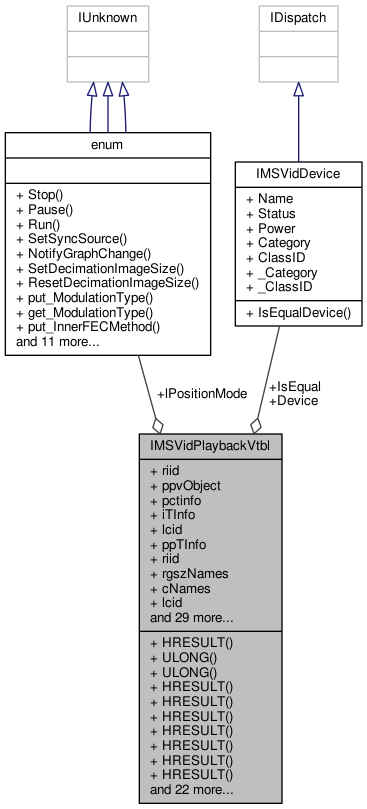 IUnknown
IDispatch
enum
+ Stop()
+ Pause()
+ Run()
+ SetSyncSource()
+ NotifyGraphChange()
+ SetDecimationImageSize()
+ ResetDecimationImageSize()
+ put_ModulationType()
+ get_ModulationType()
+ put_InnerFECMethod()
and 11 more...
IMSVidDevice
+ Name
+ Status
+ Power
+ Category
+ ClassID
+ _Category
+ _ClassID
+ IsEqualDevice()
+lPositionMode
+IsEqual
+Device
IMSVidPlaybackVtbl
+ riid
+ ppvObject
+ pctinfo
+ iTInfo
+ lcid
+ ppTInfo
+ riid
+ rgszNames
+ cNames
+ lcid
and 29 more...
+ HRESULT()
+ ULONG()
+ ULONG()
+ HRESULT()
+ HRESULT()
+ HRESULT()
+ HRESULT()
+ HRESULT()
+ HRESULT()
+ HRESULT()
and 22 more...